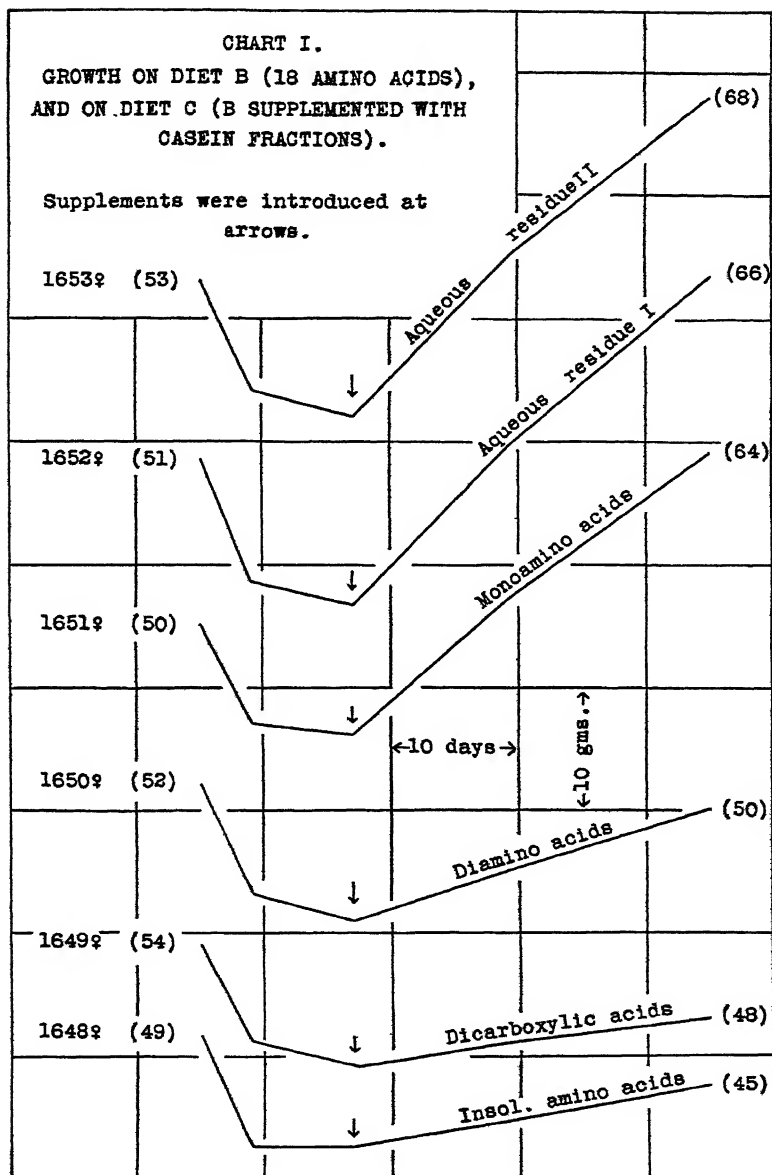 CHART I.
GROWTH ON DIET B (18 AMINO ACIDS),
AND ON DIET C (B SUPPLEMENTED WITH
CASEIN FRACTIONS).
Supplements were introduced at
arrows.
(68)
Aqueous residue II
1653♀ (53)
(66)
Aqueous residue I
↓
1652♀ (51)
(64)
Monoamino acids
↓
1651♀ (50)
↓
←10 days→
←10 gms.→
1650♀ (52)
(50)
Diamino acids
↓
1649♀ (54)
(48)
Dicarboxylic acids
↓
1648♀ (49)
(45)
Insol. amino acids
↓